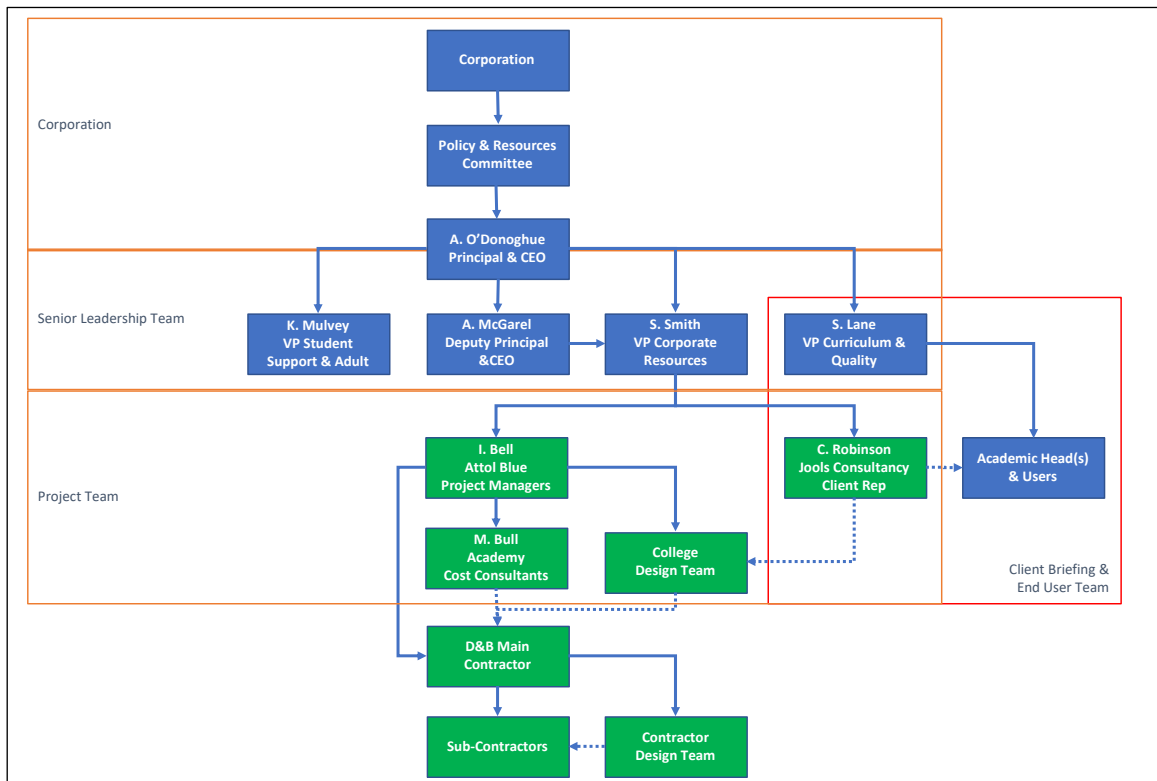 Corporation
Corporation
Policy & Resources
Committee
A. O’Donoghue
Principal & CEO
Senior Leadership Team
K. Mulvey
VP Student
Support & Adult
A. McGarel
Deputy Principal
&CEO
S. Smith
VP Corporate
Resources
S. Lane
VP Curriculum &
Quality
Project Team
I. Bell
Attol Blue
Project Managers
C. Robinson
Jools Consultancy
Client Rep
Academic Head(s)
& Users
M. Bull
Academy
Cost Consultants
College
Design Team
Client Briefing &
End User Team
D&B Main
Contractor
Sub-Contractors
Contractor
Design Team